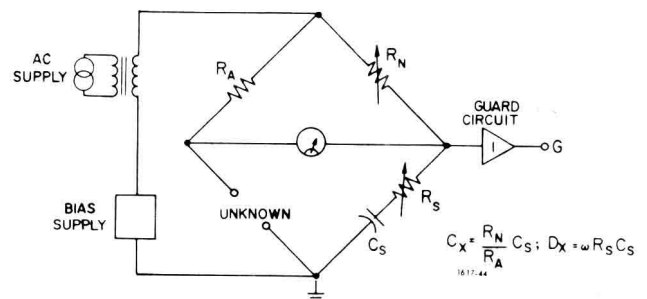 AC
SUPPLY
R_A
R_N
GUARD
CIRCUIT
I
G
BIAS
SUPPLY
UNKNOWN
C_S
R_S
C_X = R_N/R_A C_S ; D_X = ωR_S C_S
1617-44